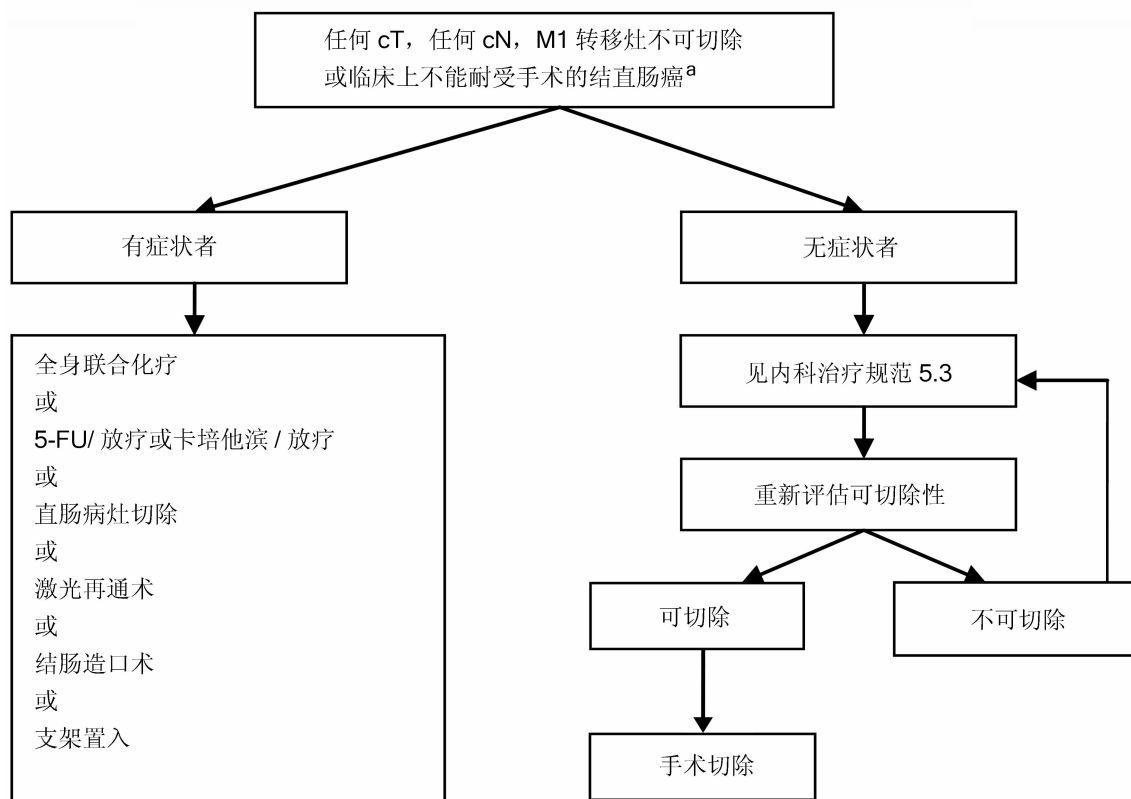 任何 cT，任何 cN，M1 转移灶不可切除
或临床上不能耐受手术的结直肠癌a
有症状者
无症状者
全身联合化疗
或
5-FU/ 放疗或卡培他滨 / 放疗
或
直肠病灶切除
或
激光再通术
或
结肠造口术
或
支架置入
见内科治疗规范 5.3
重新评估可切除性
可切除
不可切除
手术切除